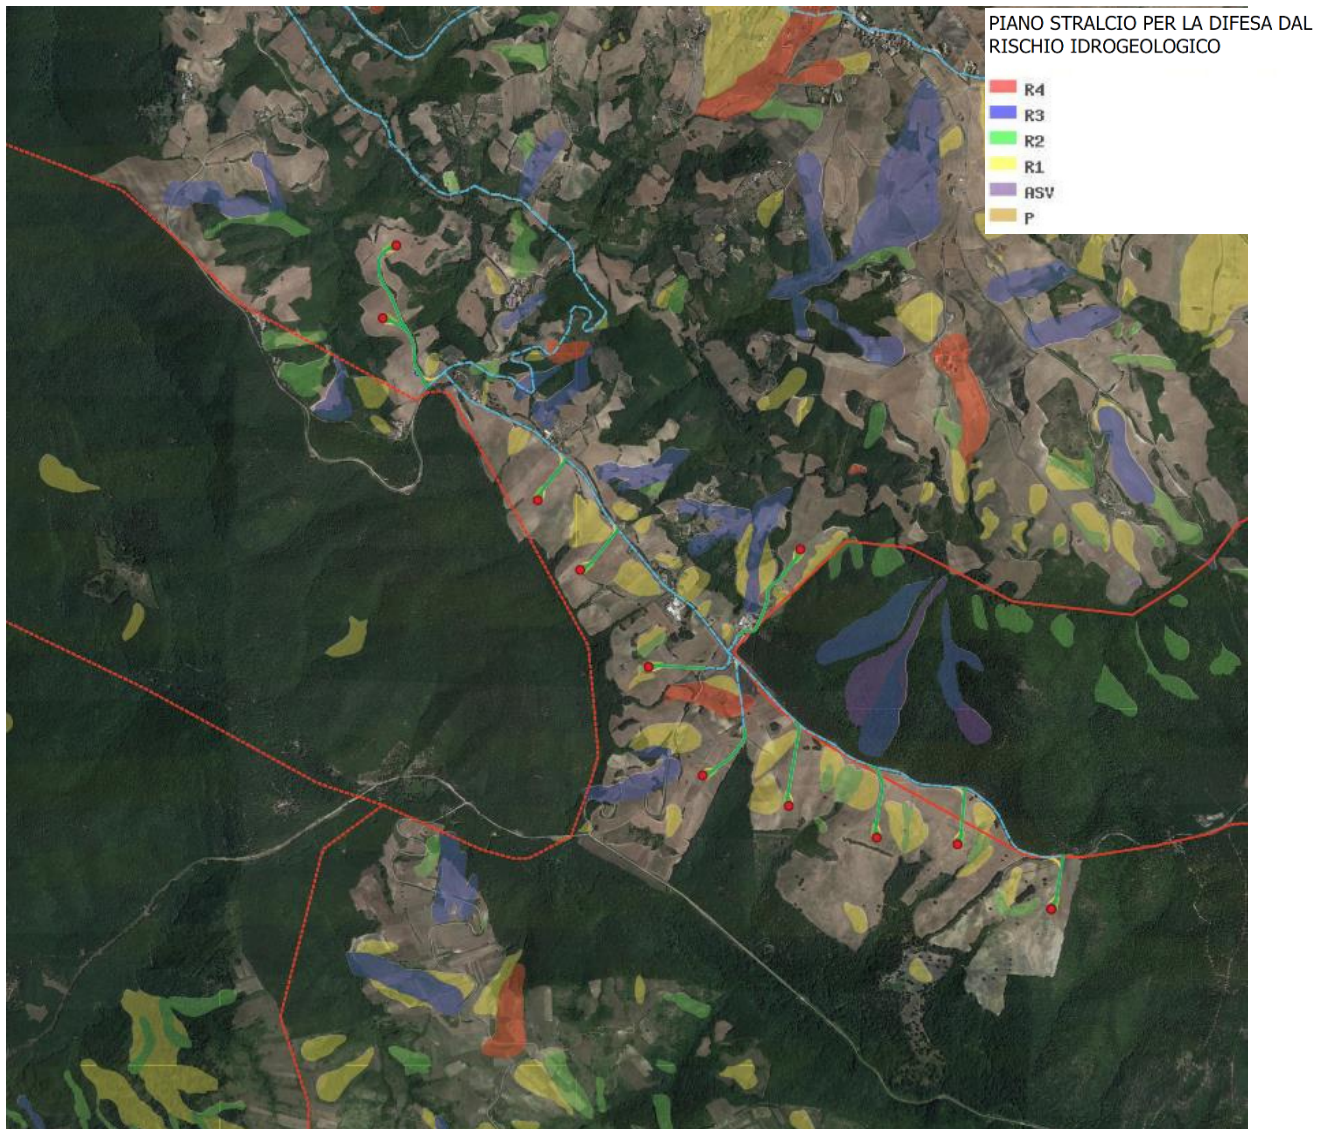 PIANO STRALCIO PER LA DIFESA DAL
RISCHIO IDROGEOLOGICO
R4
R3
R2
R1
ASV
P